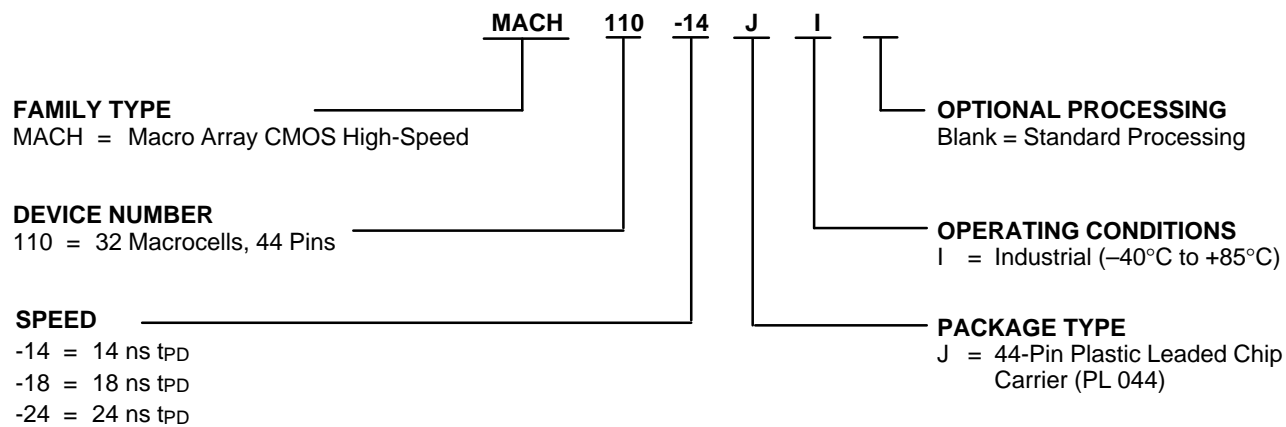 MACH 110 -14 J I
FAMILY TYPE
MACH = Macro Array CMOS High-Speed
DEVICE NUMBER
110 = 32 Macrocells, 44 Pins
SPEED
-14 = 14 ns tPD
-18 = 18 ns tPD
-24 = 24 ns tPD
OPTIONAL PROCESSING
Blank = Standard Processing
OPERATING CONDITIONS
I = Industrial (–40°C to +85°C)
PACKAGE TYPE
J = 44-Pin Plastic Leaded Chip
Carrier (PL 044)